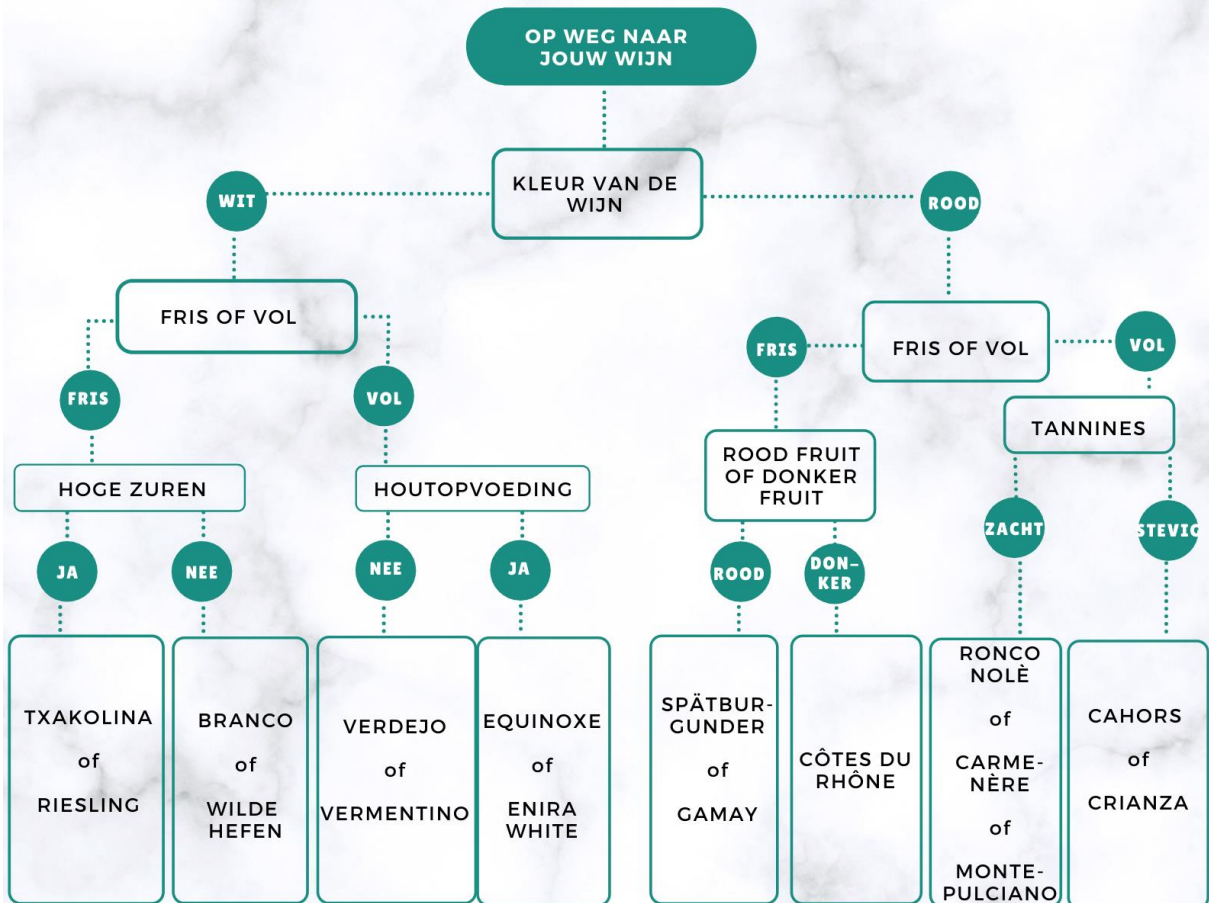 OP WEG NAAR
JOUW WIJN
KLEUR VAN DE
WIJN
WIT
ROOD
FRIS OF VOL
FRIS OF VOL
FRIS
VOL
FRIS
VOL
HOGE ZUREN
HOUTOPVOEDING
ROOD FRUIT
OF DONKER
FRUIT
TANNINES
JA
NEE
NEE
JA
ROOD
DON-
KER
ZACHT
STEVIG
TXAKOLINA
of
RIESLING
BRANCO
of
WILDE
HEFEN
VERDEJO
of
VERMENTINO
EQUINOXE
of
ENIRA
WHITE
SPÄTBUR-
GUNDER
of
GAMAY
CÔTES DU
RHÔNE
RONCO
NOLÈ
of
CARME-
NÈRE
of
MONTE-
PULCIANO
CAHORS
of
CRIANZA